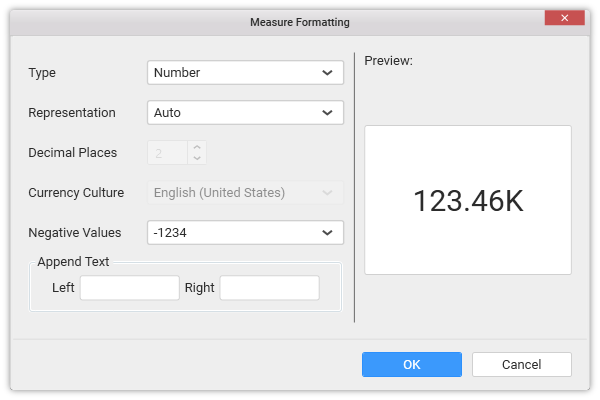 Measure Formatting
Type Number
Preview:
Representation Auto
Decimal Places 2
Currency Culture English (United States)
123.46K
Negative Values -1234
Append Text
Left Right
OK Cancel